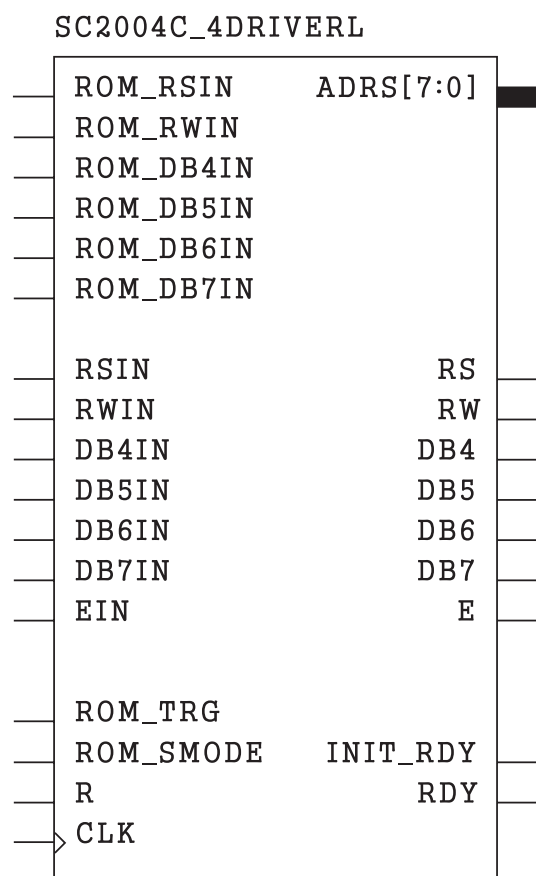 SC2004C_4DRIVERL
ROM_RSIN ADRS[7:0]
ROM_RWIN
ROM_DB4IN
ROM_DB5IN
ROM_DB6IN
ROM_DB7IN
RSIN RS
RWIN RW
DB4IN DB4
DB5IN DB5
DB6IN DB6
DB7IN DB7
EIN E
ROM_TRG
ROM_SMODE INIT_RDY
R RDY
CLK